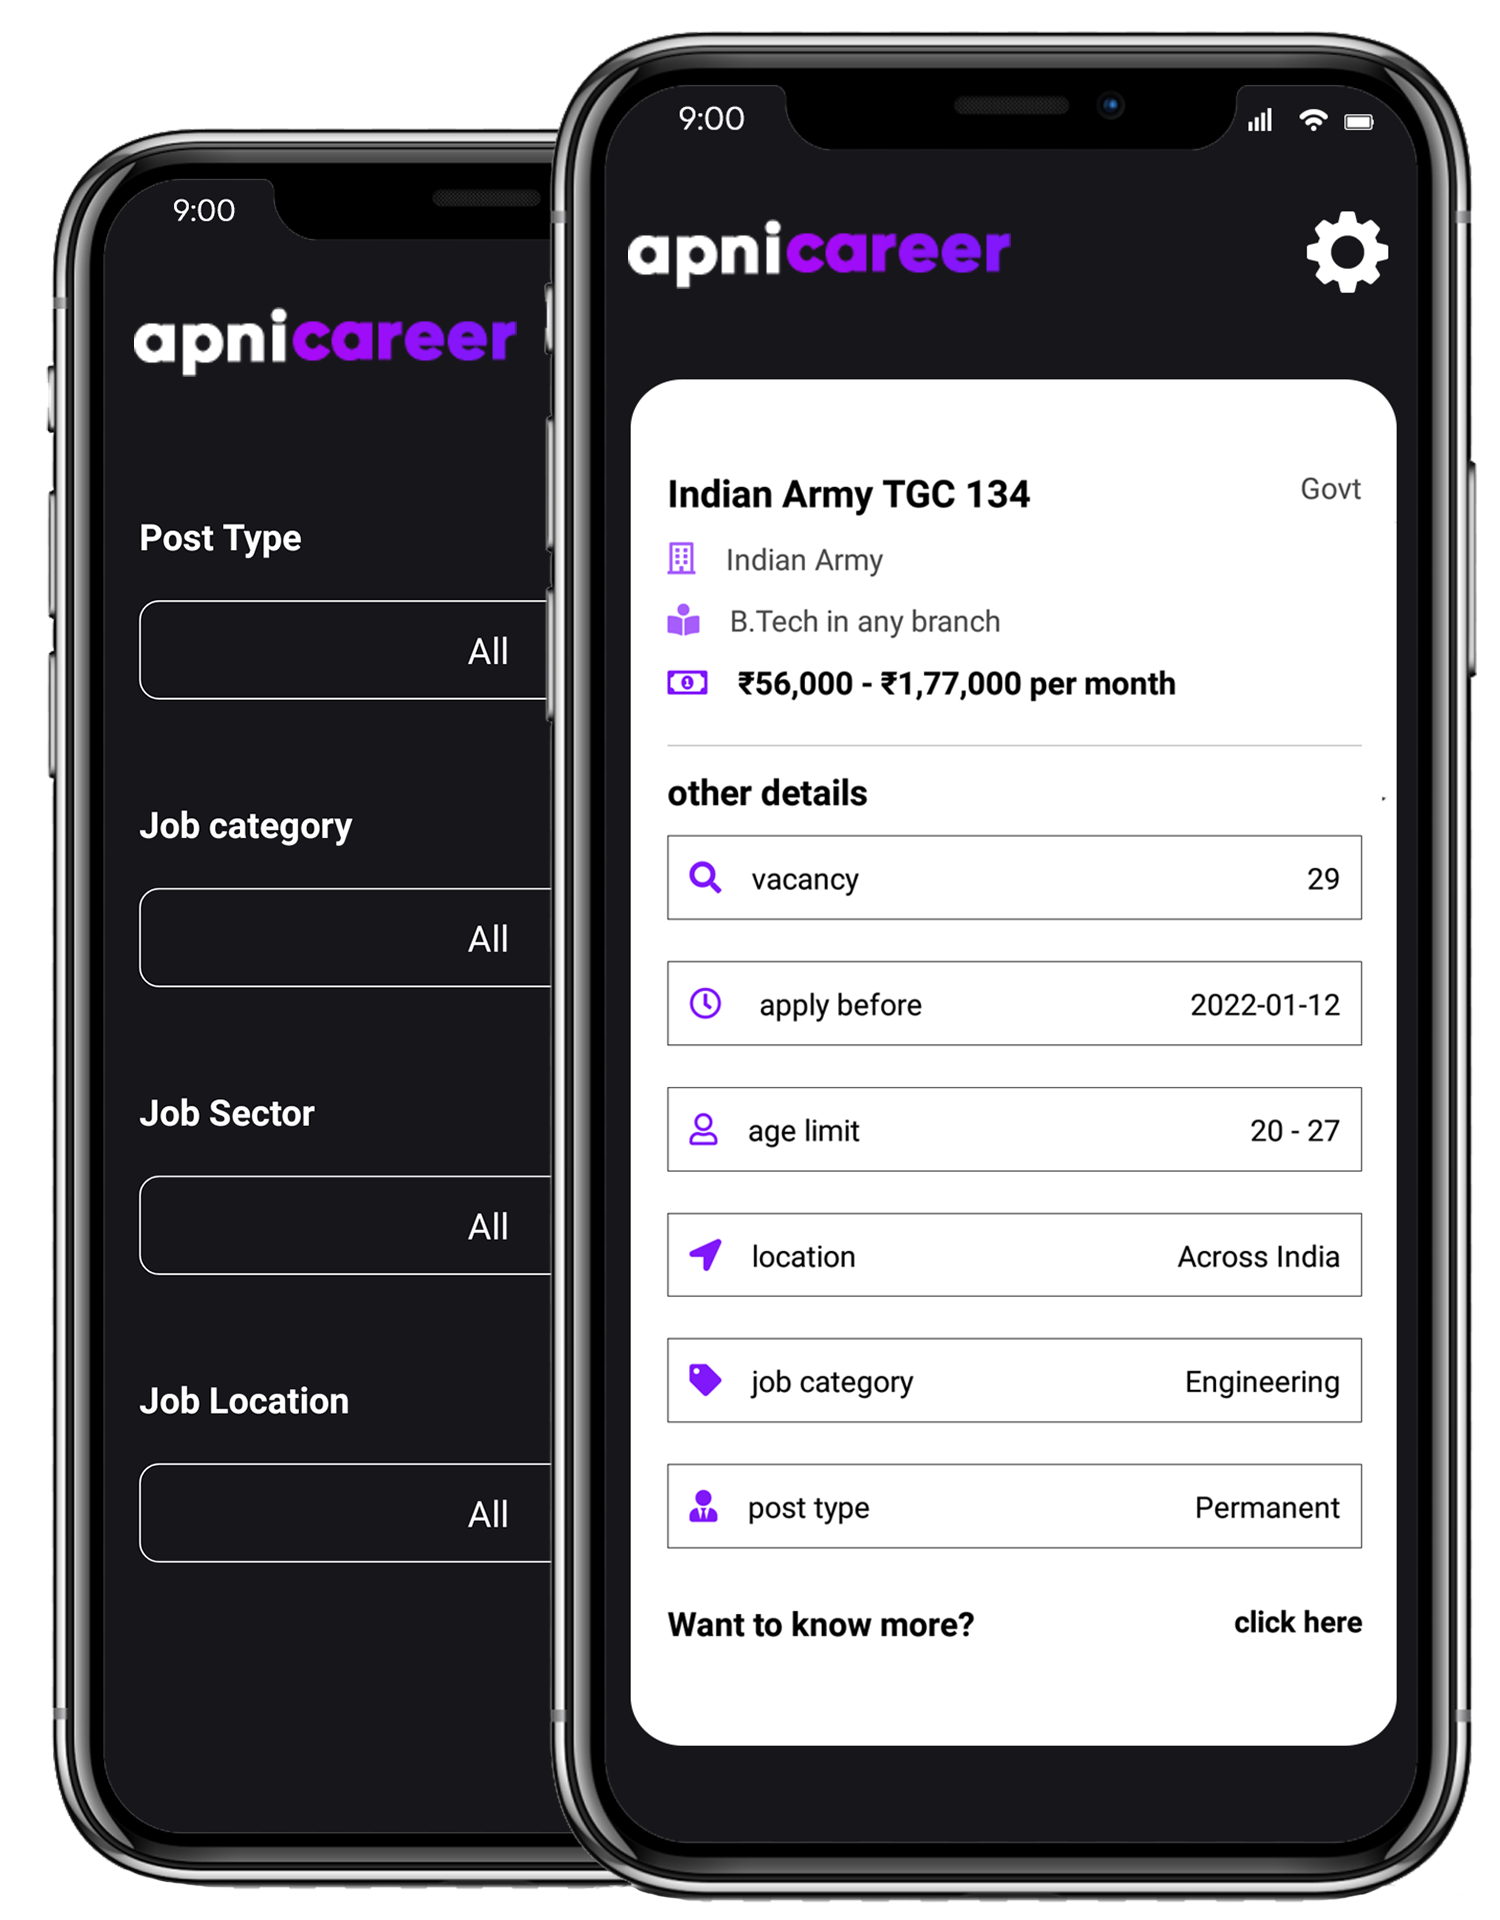 9:00
apnicareer
Post Type
All
Job category
All
Job Sector
All
Job Location
All
9:00
apnicareer
Indian Army TGC 134
Govt
Indian Army
B.Tech in any branch
₹56,000 - ₹1,77,000 per month
other details
vacancy 29
apply before 2022-01-12
age limit 20 - 27
location Across India
job category Engineering
post type Permanent
Want to know more? click here